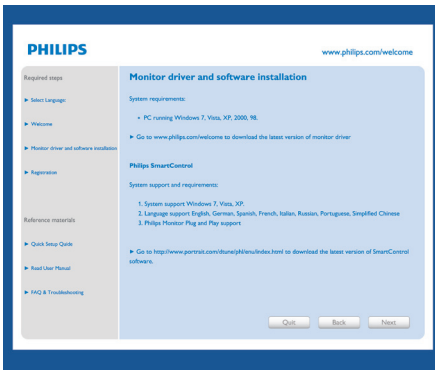 PHILIPS
www.philips.com/welcome
Required steps
► Select Language:
► Welcome
► Monitor driver and software installation
► Registration
Reference materials
► Quick Setup Quide
► Read User Manual
► FAQ & Troubleshooting
Monitor driver and software installation
System requirements:
• PC running Windows 7, Vista, XP, 2000, 98.
► Go to www.philips.com/welcome to download the latest version of monitor driver
Philips SmartControl
System support and requirements:
1. System support Windows 7, Vista, XP.
2. Language support English, German, Spanish, French, Italian, Russian, Portuguese, Simplified Chinese
3. Philips Monitor Plug and Play support
► Go to http://www.portrait.com/dtune/phl/enu/index.html to download the latest version of SmartControl
software.
Quit
Back
Next